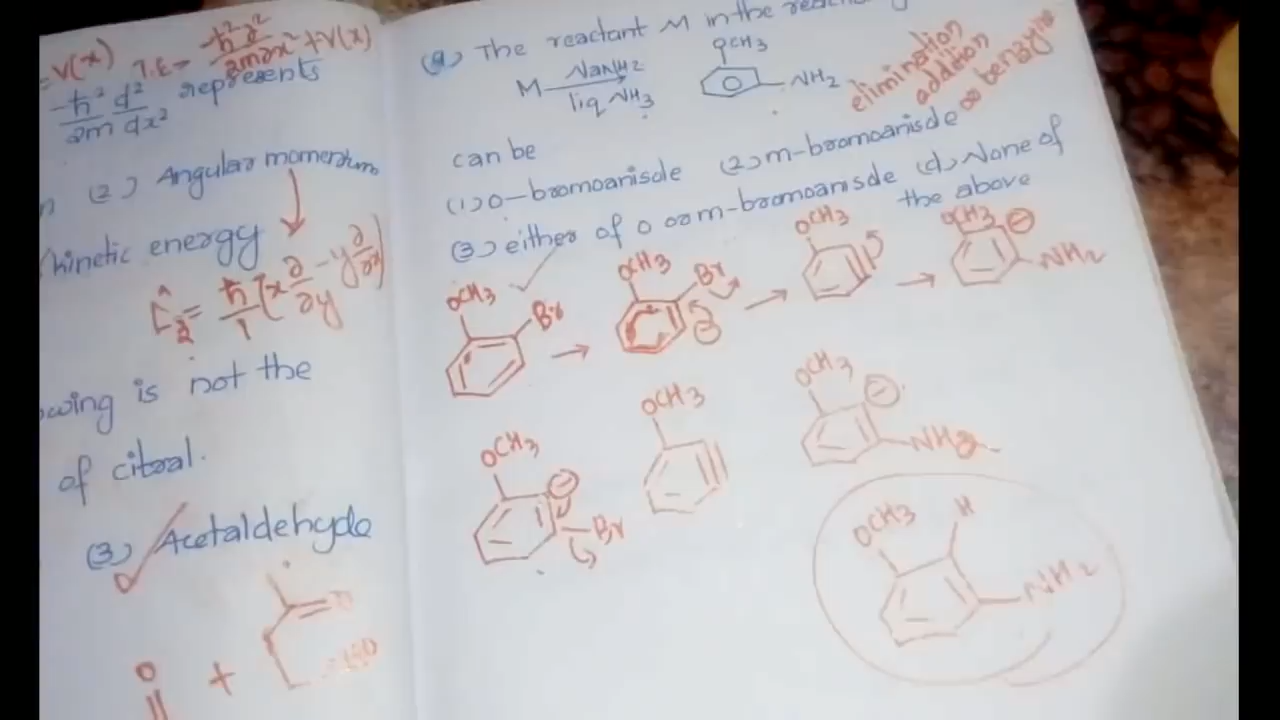 = V(x) T.E = -ħ²∂²/2m∂x² + V(x)
-ħ²/2m d²/dx² represents
(2) Angular momentum
kinetic energy
L̂z = ħ/i [x ∂/∂y - y ∂/∂x]
owing is not the
of citral.
(3) Acetaldehyde
O
+
(9) The reactant M in the
M NaNH2
liq NH3
OCH3
NH2
elimination
addition
can be
(1) o-bromoanisole (2) m-bromoanisole
(3) either of o or m-bromoanisole (d) None of
the above
OCH3
Br
OCH3
Br
OCH3
OCH3
NH2
OCH3
Br
OCH3
OCH3
NH2
OCH3
H
NH2